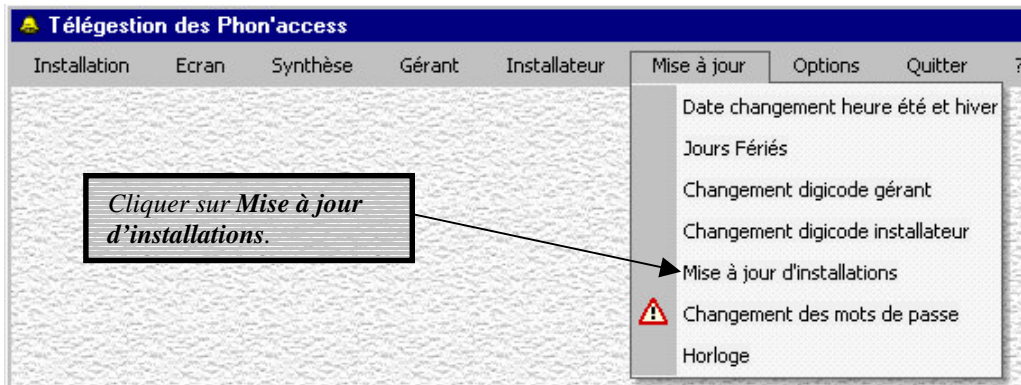 Télégestion des Phon'access
Installation Ecran Synthèse Gérant Installateur Mise à jour Options Quitter ?
Date changement heure été et hiver
Jours Fériés
Changement digicode gérant
Cliquer sur Mise à jour
d’installations.
Changement digicode installateur
Mise à jour d'installations
Changement des mots de passe
Horloge